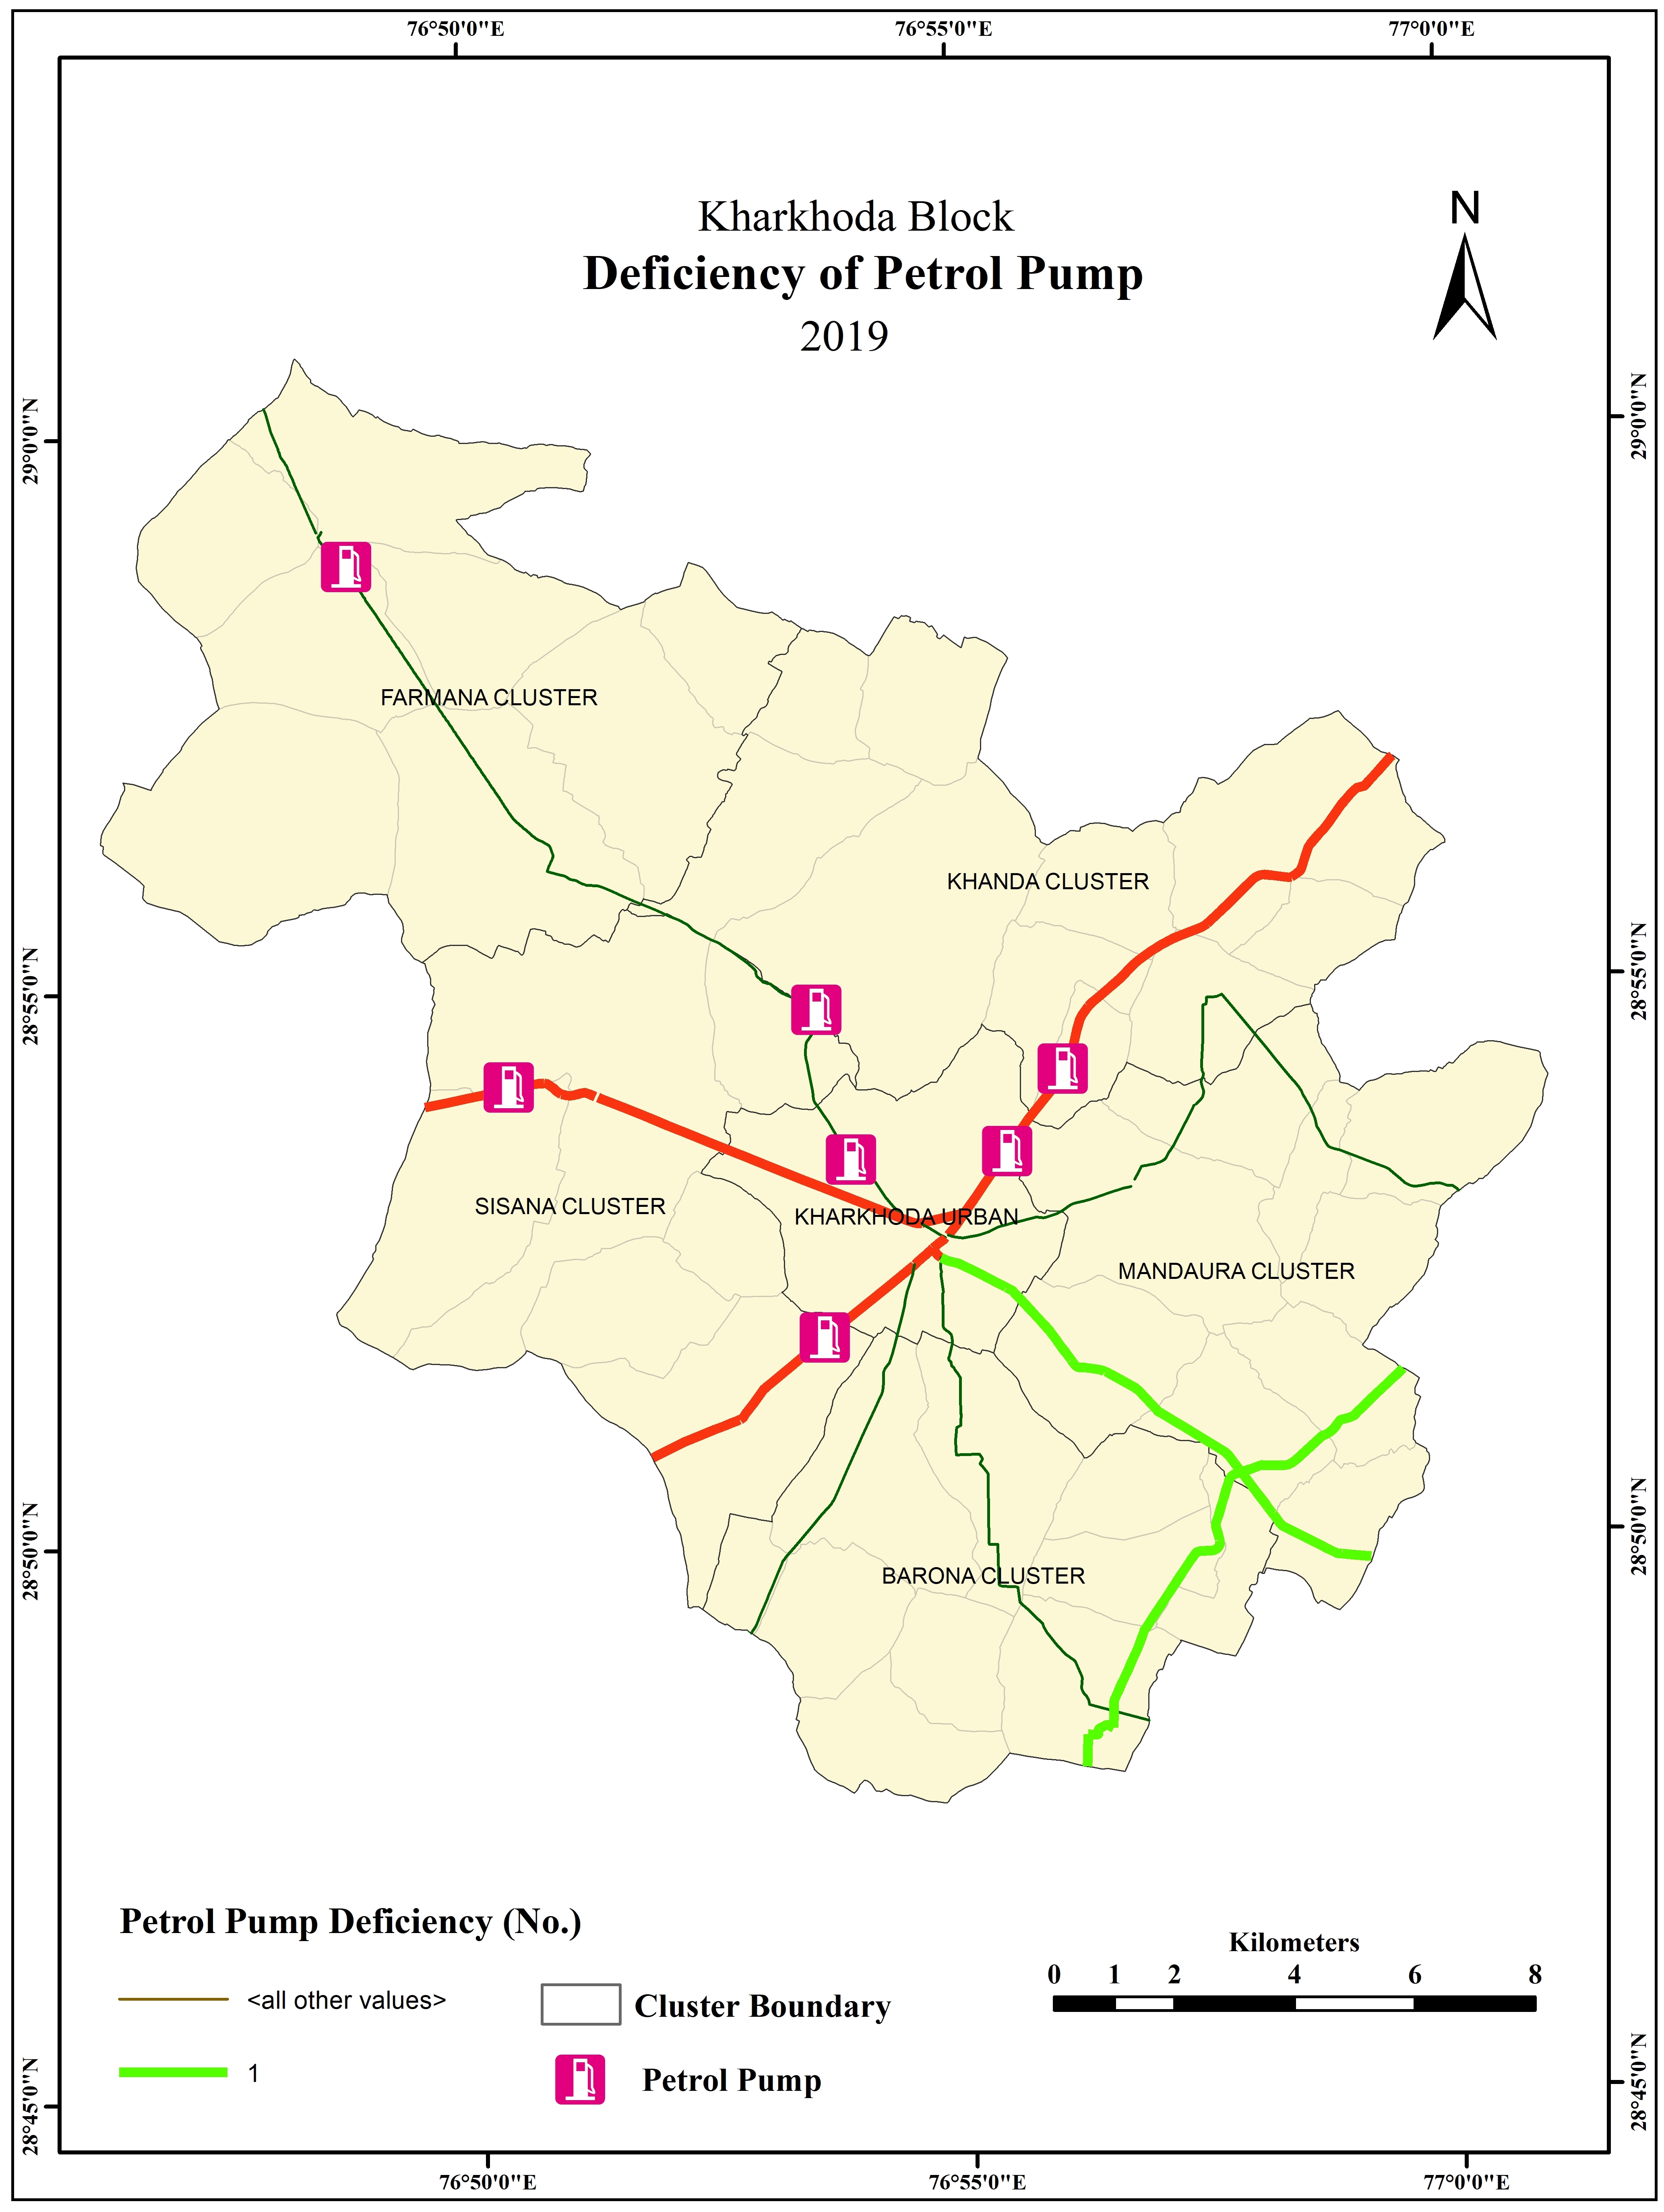 76°50'0"E 76°55'0"E 77°0'0"E
Kharkhoda Block
Deficiency of Petrol Pump
2019
N
29°0'0"N
29°0'0"N
FARMANA CLUSTER
KHANDA CLUSTER
28°55'0"N
28°55'0"N
SISANA CLUSTER
KHARKHODA URBAN
MANDAURA CLUSTER
28°50'0"N
28°50'0"N
BARONA CLUSTER
Petrol Pump Deficiency (No.)
<all other values>
1
Cluster Boundary
Petrol Pump
Kilometers
0 1 2 4 6 8
28°45'0"N
28°45'0"N
76°50'0"E 76°55'0"E 77°0'0"E